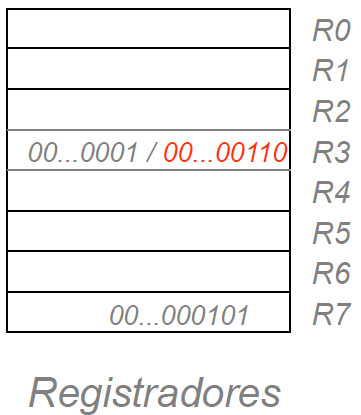 R0
R1
R2
00...0001 / 00...00110 R3
R4
R5
R6
00...000101 R7
Registradores